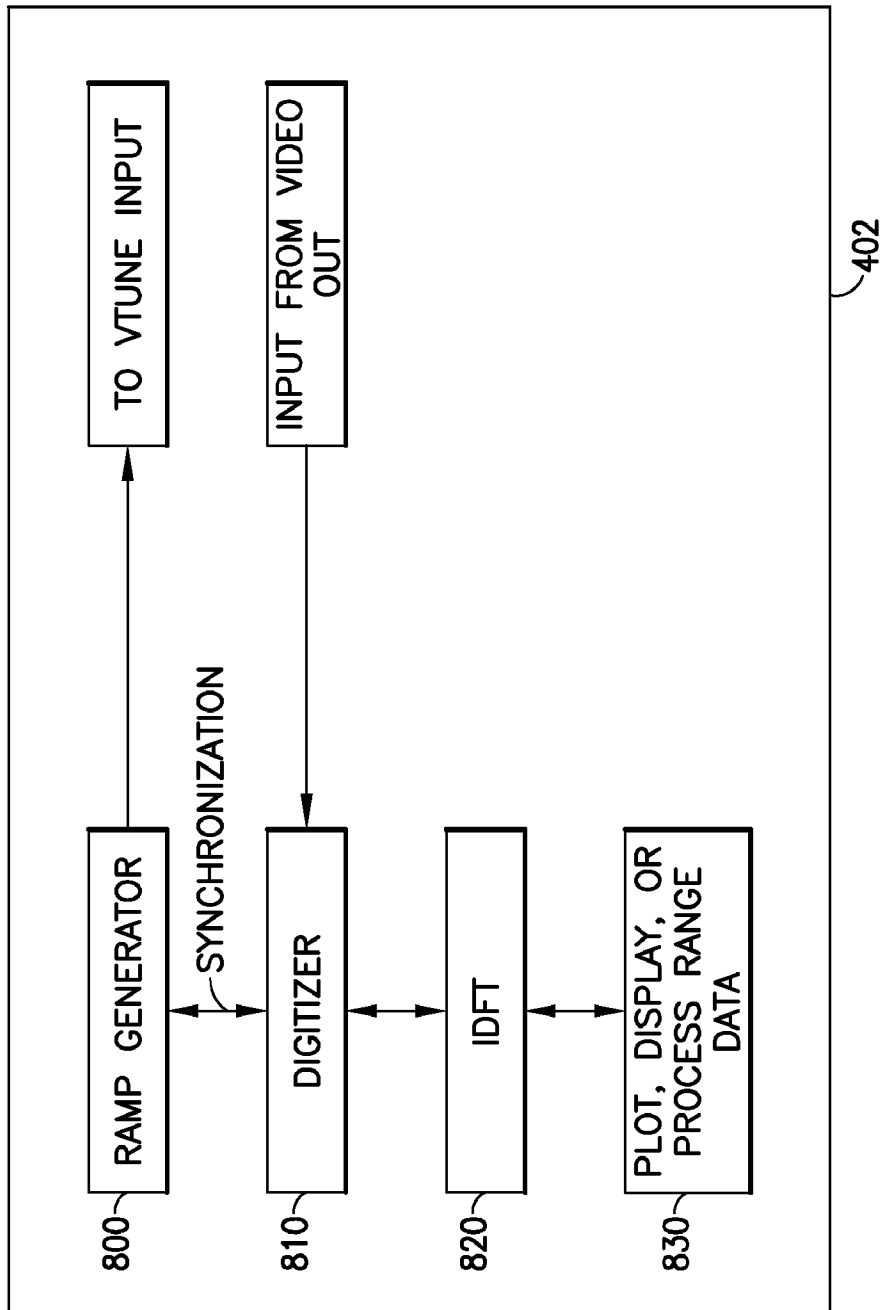 800
RAMP GENERATOR
TO VTUNE INPUT
SYNCHRONIZATION
810
DIGITIZER
INPUT FROM VIDEO
OUT
820
IDFT
830
PLOT, DISPLAY, OR
PROCESS RANGE
DATA
402